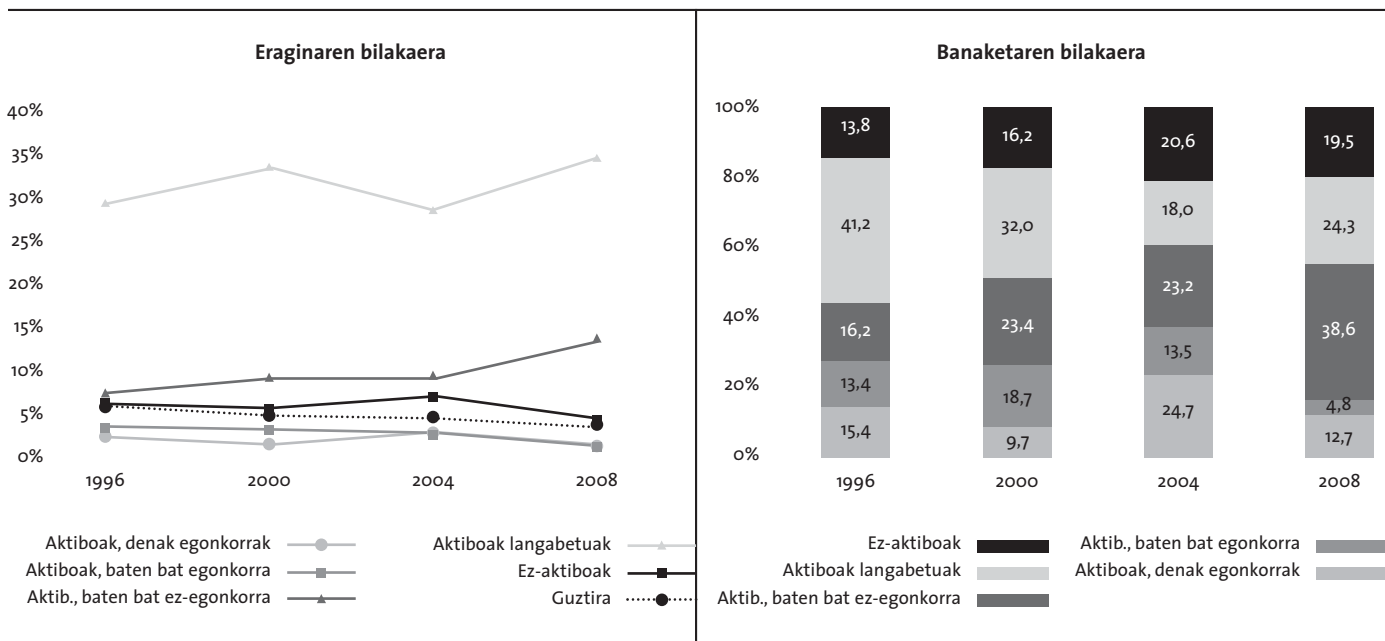 Eraginaren bilakaera
40%
35%
30%
25%
20%
15%
10%
5%
0%
1996 2000 2004 2008
Aktiboak, denak egonkorrak
Aktiboak, baten bat egonkorra
Aktib., baten bat ez-egonkorra
Aktiboak langabetuak
Ez-aktiboak
Guztira
Banaketaren bilakaera
100%
80%
60%
40%
20%
0%
13,8 16,2 20,6 19,5
41,2 32,0 18,0 24,3
16,2 23,4 23,2 38,6
13,4 18,7 13,5 4,8
15,4 9,7 24,7 12,7
1996 2000 2004 2008
Ez-aktiboak
Aktiboak langabetuak
Aktib., baten bat ez-egonkorra
Aktib., baten bat egonkorra
Aktiboak, denak egonkorrak